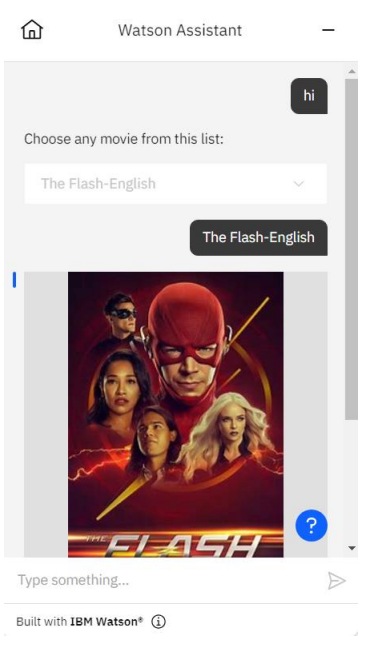 Watson Assistant
hi
Choose any movie from this list:
The Flash-English
The Flash-English
THE
FLASH
?
Type something...
Built with IBM Watson®